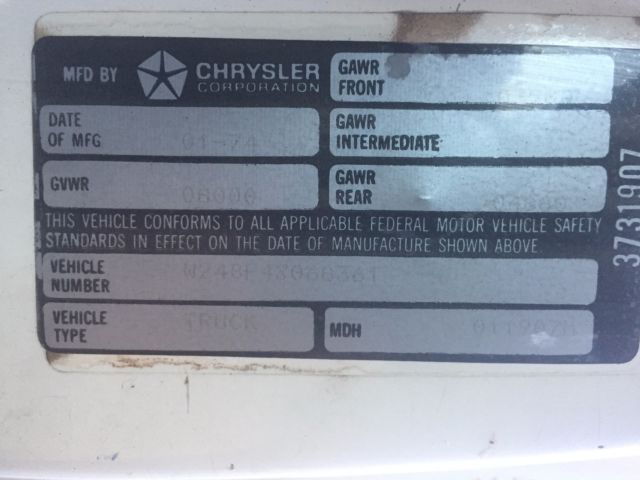 MFD BY CHRYSLER CORPORATION
GAWR FRONT
DATE OF MFG 01-74
GAWR INTERMEDIATE
GVWR 08000
GAWR REAR
THIS VEHICLE CONFORMS TO ALL APPLICABLE FEDERAL MOTOR VEHICLE SAFETY
STANDARDS IN EFFECT ON THE DATE OF MANUFACTURE SHOWN ABOVE.
VEHICLE NUMBER
VEHICLE TYPE TRUCK
MDH
3731907